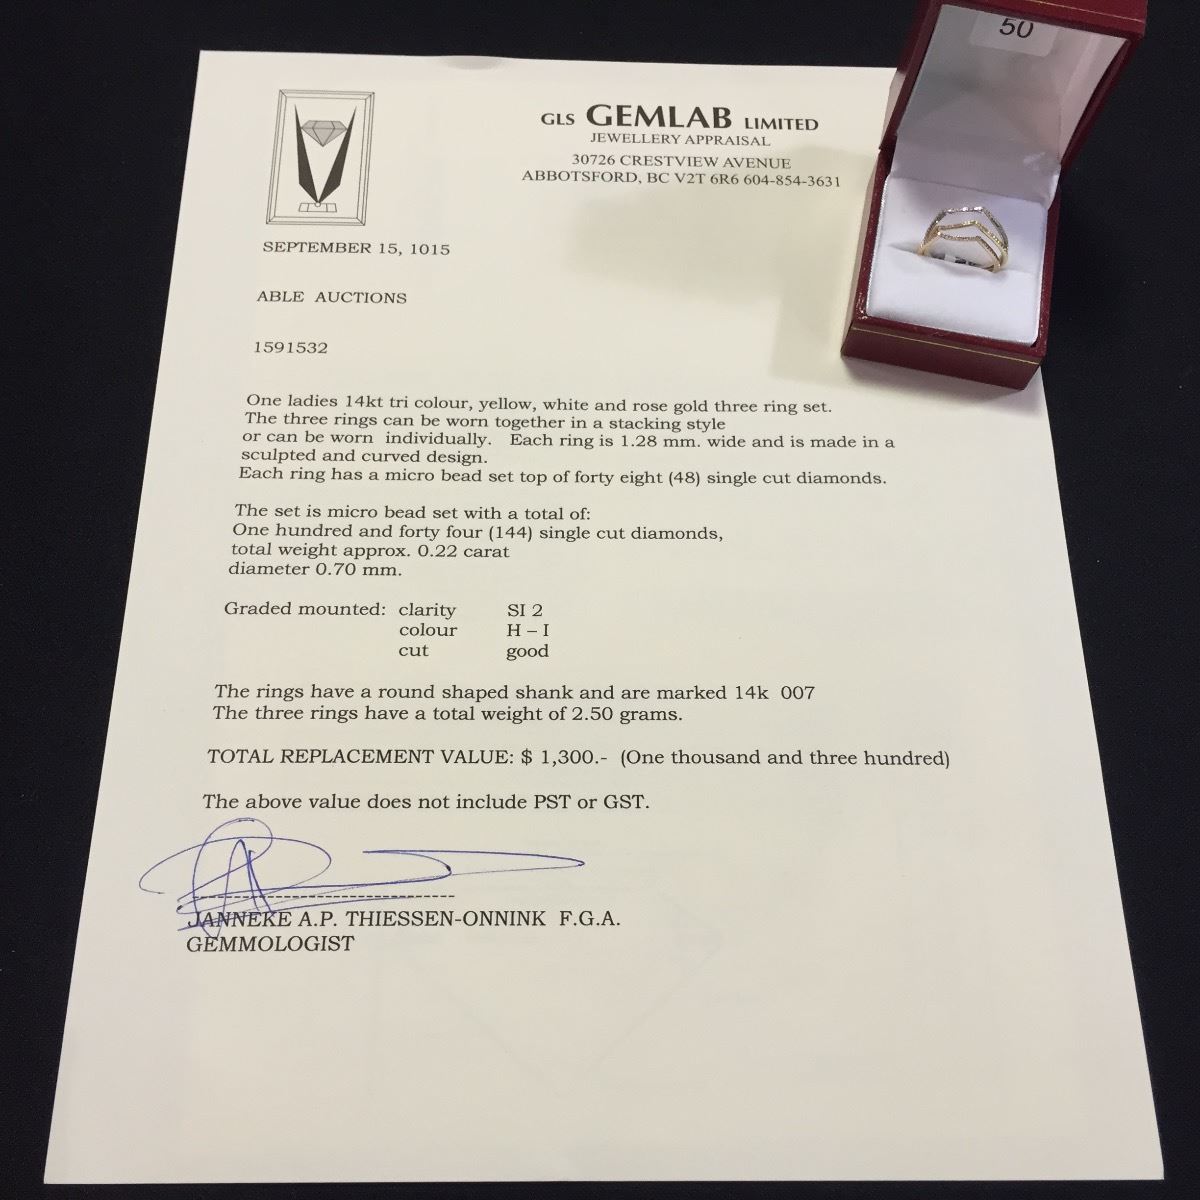 50
GLS GEMLAB LIMITED
JEWELLERY APPRAISAL
30726 CRESTVIEW AVENUE
ABBOTSFORD, BC V2T 6R6 604-854-3631
SEPTEMBER 15, 1015
ABLE AUCTIONS
1591532
One ladies 14kt tri colour, yellow, white and rose gold three ring set.
The three rings can be worn together in a stacking style
or can be worn individually. Each ring is 1.28 mm. wide and is made in a
sculpted and curved design.
Each ring has a micro bead set top of forty eight (48) single cut diamonds.
The set is micro bead set with a total of:
One hundred and forty four (144) single cut diamonds,
total weight approx. 0.22 carat
diameter 0.70 mm.
Graded mounted: clarity SI 2
colour H – I
cut good
The rings have a round shaped shank and are marked 14k 007
The three rings have a total weight of 2.50 grams.
TOTAL REPLACEMENT VALUE: $ 1,300.- (One thousand and three hundred)
The above value does not include PST or GST.
JANNEKE A.P. THIESSEN-ONNINK F.G.A.
GEMMOLOGIST